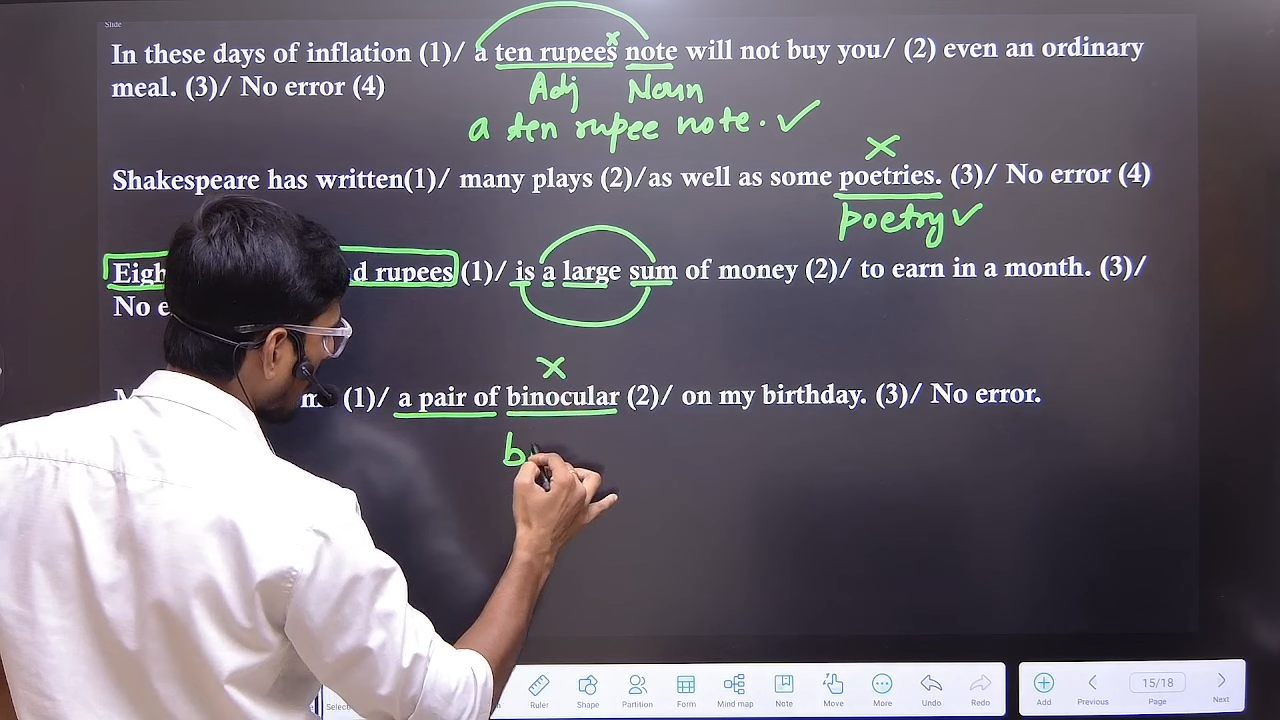 Slide
In these days of inflation (1)/ a ten rupees note will not buy you/ (2) even an ordinary
meal. (3)/ No error (4)
Adj Noun
a ten rupee note. ✓
Shakespeare has written(1)/ many plays (2)/as well as some poetries. (3)/ No error (4)
poetry ✓
rupees (1)/ is a large sum of money (2)/ to earn in a month. (3)/
No
(1)/ a pair of binocular (2)/ on my birthday. (3)/ No error.
b
Ruler Shape Partition Form Mind map Note Move More Undo Redo
Add Previous 15/18 Page Next